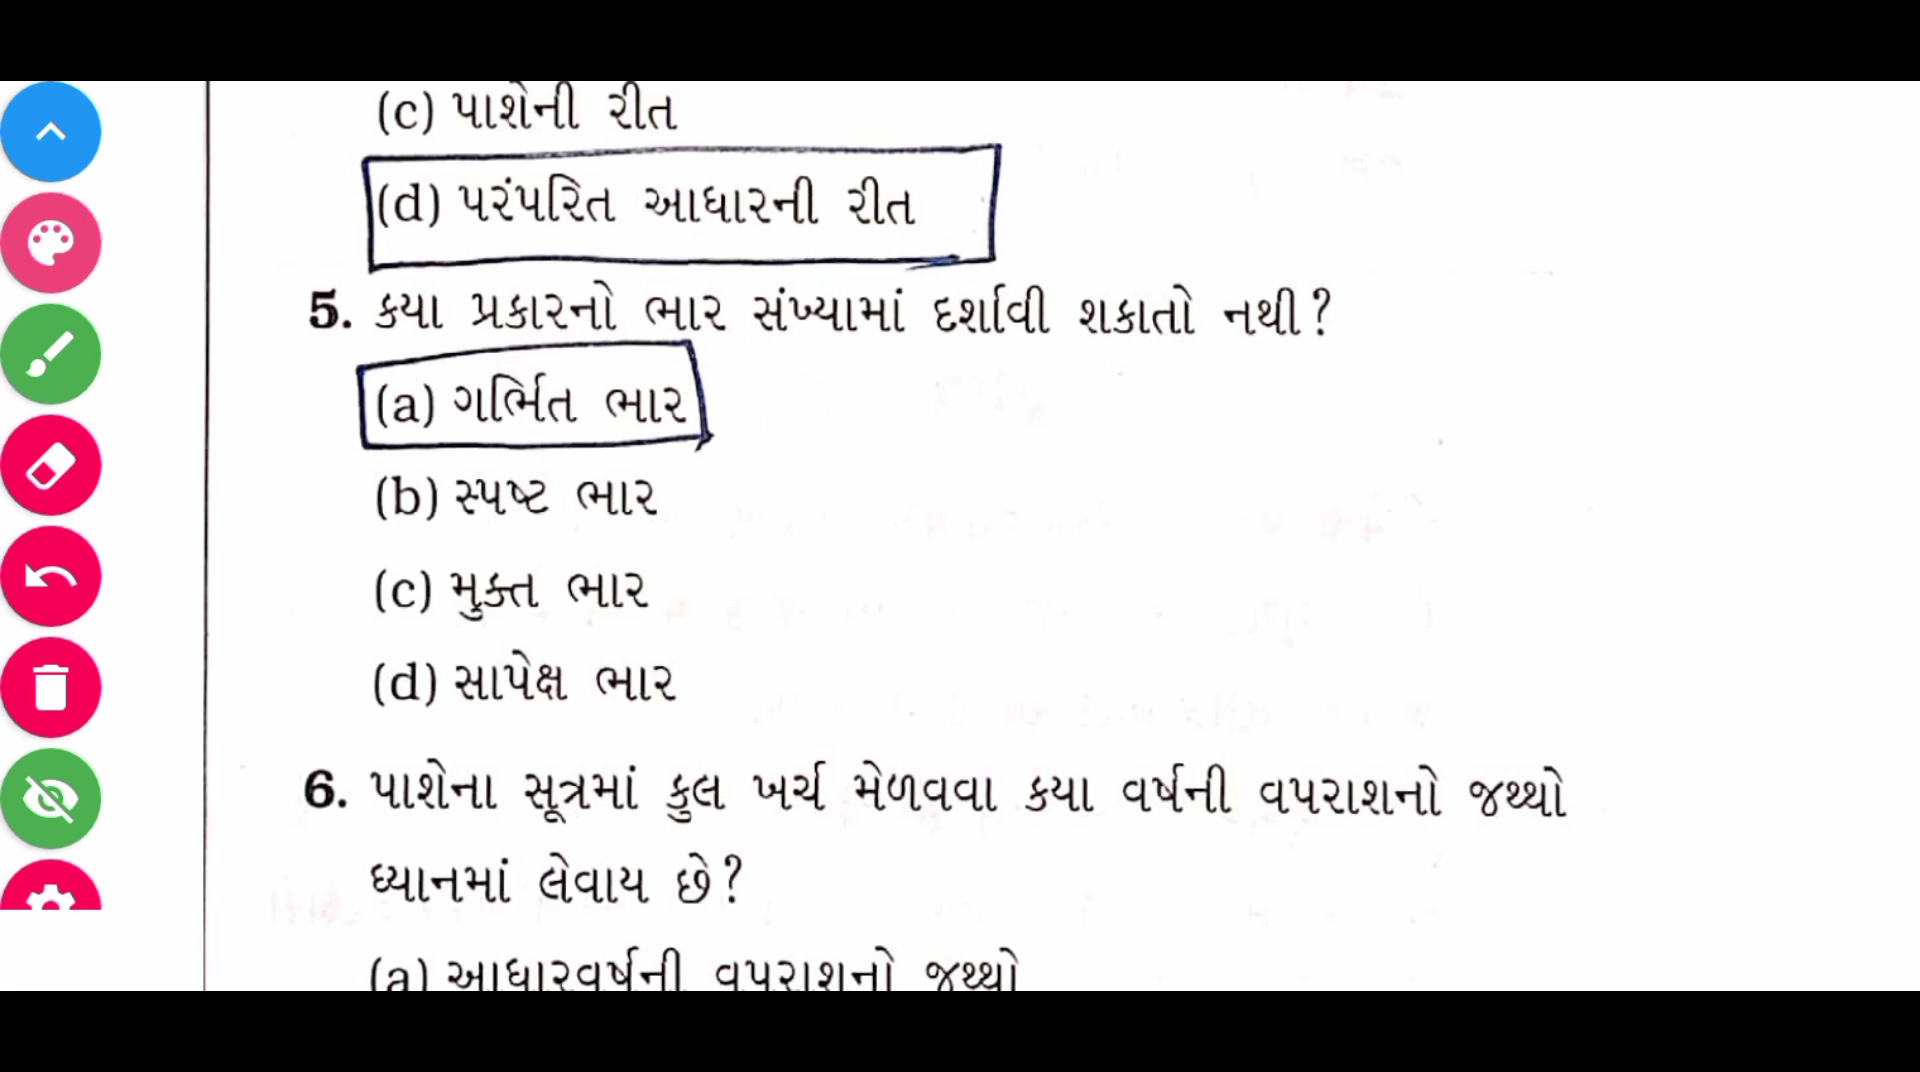 (c) પાશેની રીત
(d) પરંપરિત આધારની રીત
5. કયા પ્રકારનો ભાર સંખ્યામાં દર્શાવી શકાતો નથી?
(a) ગર્ભિત ભાર
(b) સ્પષ્ટ ભાર
(c) મુક્ત ભાર
(d) સાપેક્ષ ભાર
6. પાશેના સૂત્રમાં કુલ ખર્ચ મેળવવા કયા વર્ષની વપરાશનો જથ્થો
ધ્યાનમાં લેવાય છે?
(a) આધારવર્ષની વપરાશનો જથ્થો